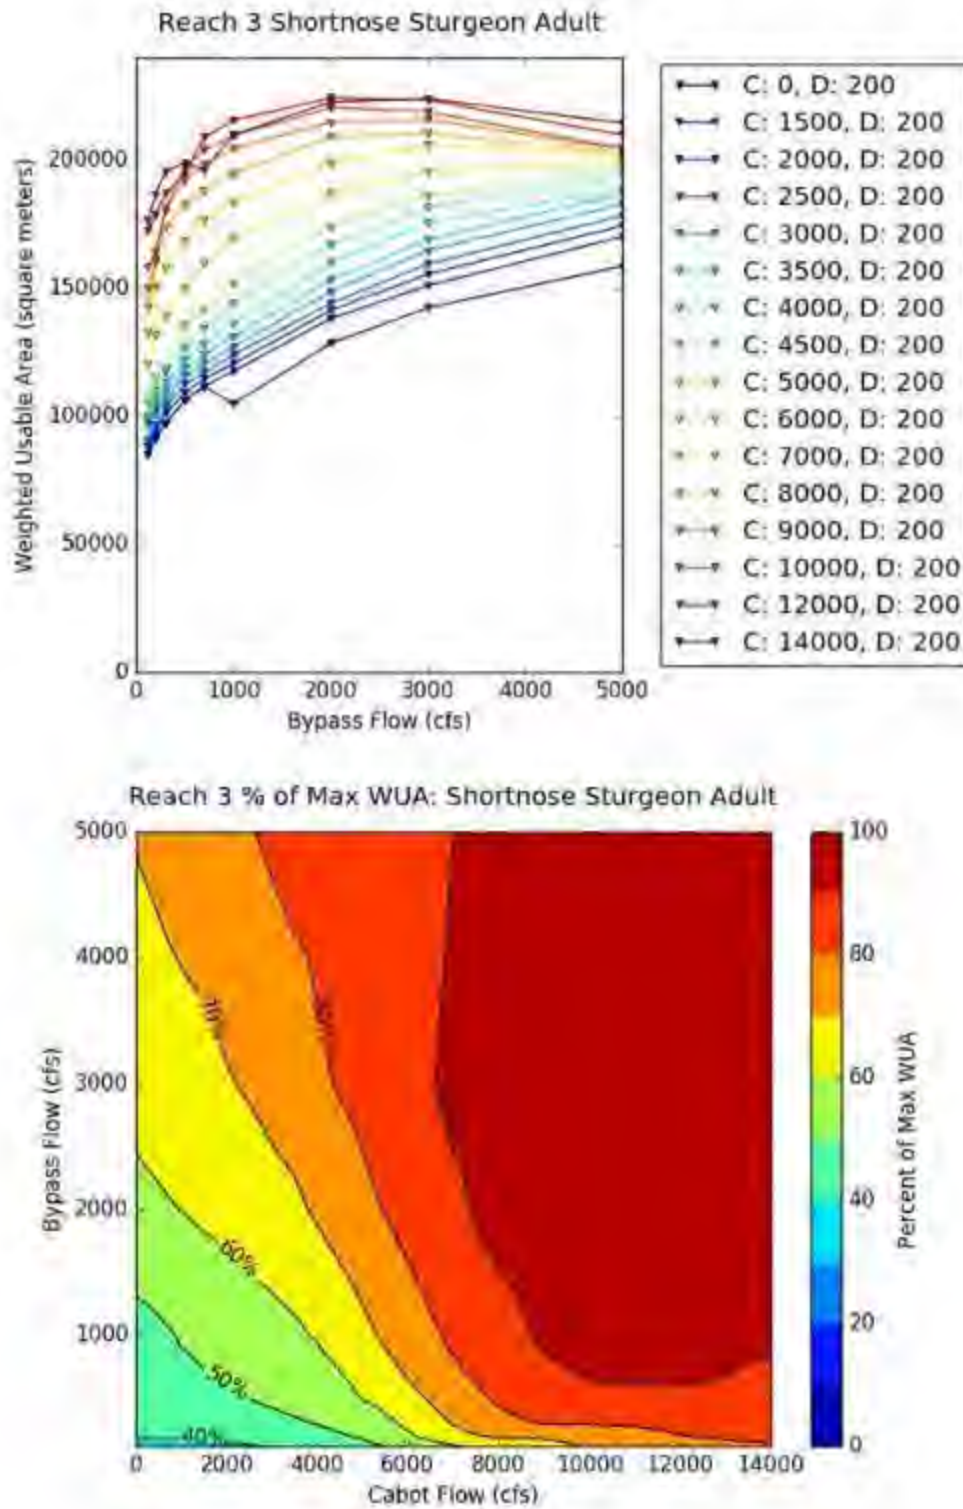 Reach 3 Shortnose Sturgeon Adult
Weighted Usable Area (square meters)
200000
150000
100000
50000
0
0 1000 2000 3000 4000 5000
Bypass Flow (cfs)
C: 0, D: 200
C: 1500, D: 200
C: 2000, D: 200
C: 2500, D: 200
C: 3000, D: 200
C: 3500, D: 200
C: 4000, D: 200
C: 4500, D: 200
C: 5000, D: 200
C: 6000, D: 200
C: 7000, D: 200
C: 8000, D: 200
C: 9000, D: 200
C: 10000, D: 200
C: 12000, D: 200
C: 14000, D: 200
Reach 3 % of Max WUA: Shortnose Sturgeon Adult
Bypass Flow (cfs)
5000
4000
3000
2000
1000
60%
50%
40%
0 2000 4000 6000 8000 10000 12000 14000
Cabot Flow (cfs)
100
80
60
40
20
0
Percent of Max WUA